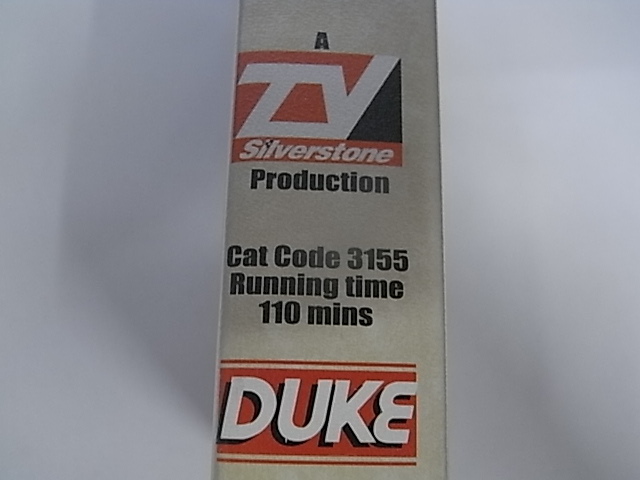 A
TV
Silverstone
Production
Cat Code 3155
Running time
110 mins
DUKE